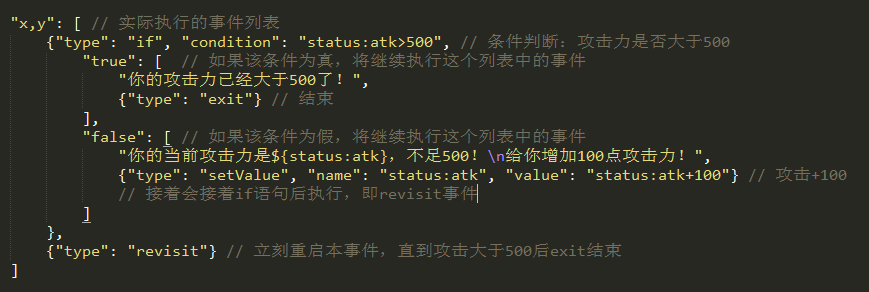 "x,y": [ // 实际执行的事件列表
    {"type": "if", "condition": "status:atk>500", // 条件判断：攻击力是否大于500
        "true": [  // 如果该条件为真，将继续执行这个列表中的事件
            "你的攻击力已经大于500了！",
            {"type": "exit"} // 结束
        ],
        "false": [ // 如果该条件为假，将继续执行这个列表中的事件
            "你的当前攻击力是${status:atk}，不足500！\n给你增加100点攻击力！",
            {"type": "setValue", "name": "status:atk", "value": "status:atk+100"} // 攻击+100
            // 接着会接着if语句后执行，即revisit事件
        ]
    },
    {"type": "revisit"} // 立刻重启本事件，直到攻击大于500后exit结束
]